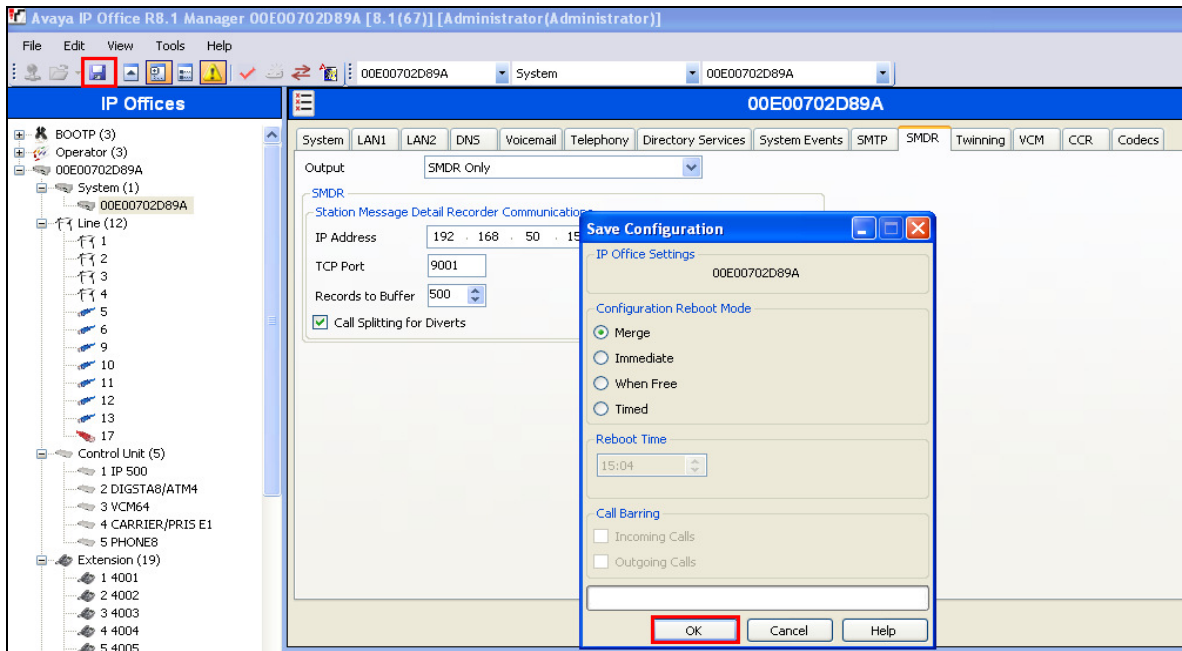 Avaya IP Office R8.1 Manager 00E00702D89A [8.1(67)] [Administrator(Administrator)]
File Edit View Tools Help
00E00702D89A System 00E00702D89A
IP Offices
BOOTP (3)
Operator (3)
00E00702D89A
System (1)
00E00702D89A
Line (12)
1
2
3
4
5
6
9
10
11
12
13
17
Control Unit (5)
1 IP 500
2 DIGSTA8/ATM4
3 VCM64
4 CARRIER/PRIS E1
5 PHONE8
Extension (19)
1 4001
2 4002
3 4003
4 4004
5 4005
00E00702D89A
System LAN1 LAN2 DNS Voicemail Telephony Directory Services System Events SMTP SMDR Twinning VCM CCR Codecs
Output SMDR Only
SMDR
Station Message Detail Recorder Communications
IP Address 192 . 168 . 50 . 15
TCP Port 9001
Records to Buffer 500
Call Splitting for Diverts
Save Configuration
IP Office Settings
00E00702D89A
Configuration Reboot Mode
Merge
Immediate
When Free
Timed
Reboot Time
15:04
Call Barring
Incoming Calls
Outgoing Calls
OK Cancel Help